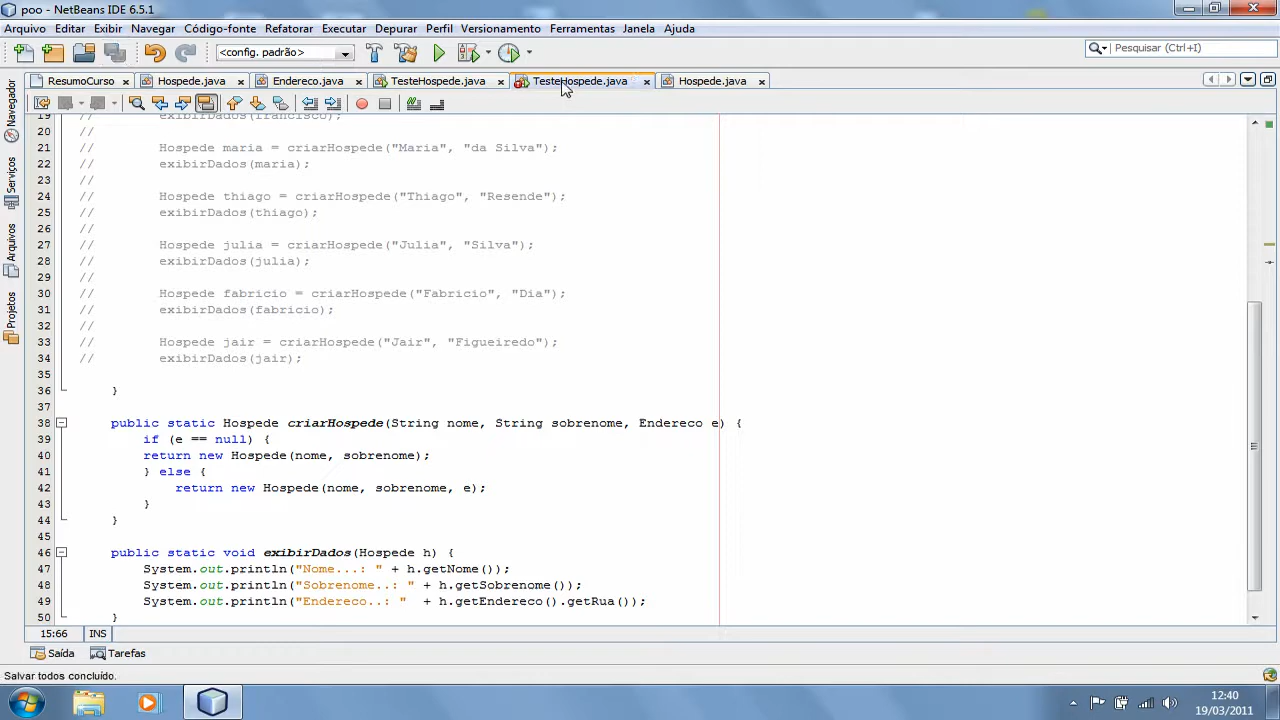 poo - NetBeans IDE 6.5.1
Arquivo Editar Exibir Navegar Código-fonte Refatorar Executar Depurar Perfil Versionamento Ferramentas Janela Ajuda
<config. padrão> Pesquisar (Ctrl+I)
ResumoCurso Hospede.java Endereco.java TesteHospede.java TesteHospede.java Hospede.java
Navegador
Serviços
Arquivos
Projetos
19 // exibirDados(francisco);
20 //
21 // Hospede maria = criarHospede("Maria", "da Silva");
22 // exibirDados(maria);
23 //
24 // Hospede thiago = criarHospede("Thiago", "Resende");
25 // exibirDados(thiago);
26 //
27 // Hospede julia = criarHospede("Julia", "Silva");
28 // exibirDados(julia);
29 //
30 // Hospede fabricio = criarHospede("Fabricio", "Dia");
31 // exibirDados(fabricio);
32 //
33 // Hospede jair = criarHospede("Jair", "Figueiredo");
34 // exibirDados(jair);
35
36 }
37
38 public static Hospede criarHospede(String nome, String sobrenome, Endereco e) {
39 if (e == null) {
40 return new Hospede(nome, sobrenome);
41 } else {
42 return new Hospede(nome, sobrenome, e);
43 }
44 }
45
46 public static void exibirDados(Hospede h) {
47 System.out.println("Nome...: " + h.getNome());
48 System.out.println("Sobrenome..: " + h.getSobrenome());
49 System.out.println("Endereco..: " + h.getEndereco().getRua());
50 }
15:66 INS
Saída Tarefas
Salvar todos concluído.
12:40
19/03/2011